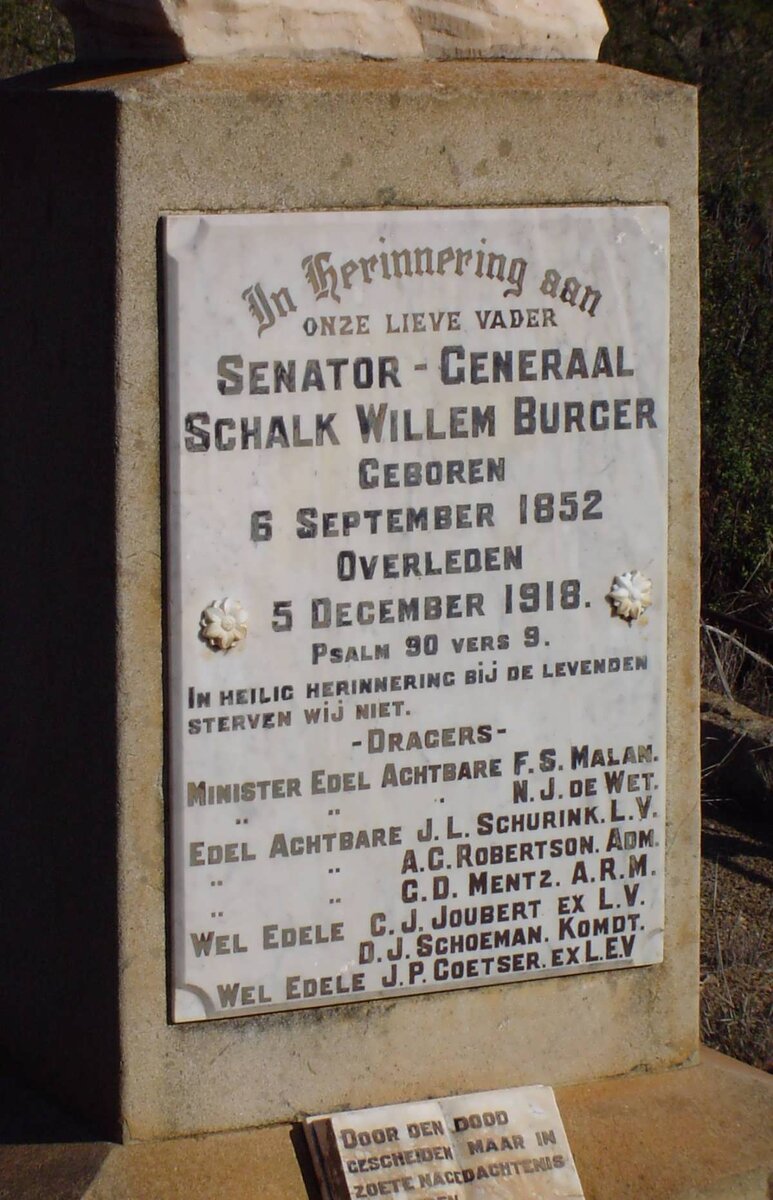 In Herinnering aan
ONZE LIEVE VADER
SENATOR - GENERAAL
SCHALK WILLEM BURGER
GEBOREN
6 SEPTEMBER 1852
OVERLEDEN
5 DECEMBER 1918.
PSALM 90 VERS 9.
IN HEILIG HERINNERING BIJ DE LEVENDEN
STERVEN WIJ NIET.
-DRAGERS-
MINISTER EDEL ACHTBARE F.S. MALAN.
" " . N.J. DE WET.
EDEL ACHTBARE J.L. SCHURINK. L.V.
" " A.G. ROBERTSON. ADM.
" " G.D. MENTZ. A.R.M.
WEL EDELE C.J. JOUBERT EX L.V.
D.J. SCHOEMAN. KOMDT.
WEL EDELE J.P. COETSER. EX L.E.V
DOOR DEN DOOD
GESCHEIDEN MAAR IN
ZOETE NAGEDACHTENIS